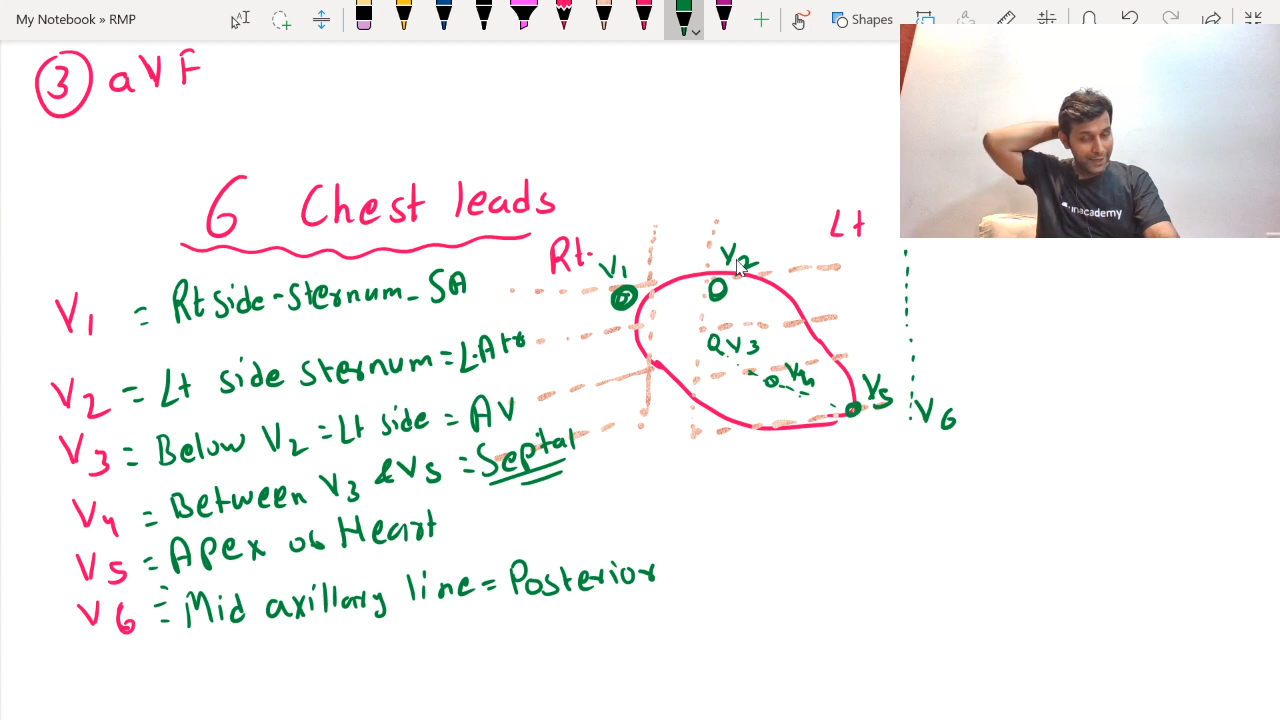 My Notebook » RMP
Shapes
3 aVF
6 Chest leads
Rt.
Lt
V1
V2
V3
V4
V5
V6
V1 = Rt side - sternum - SA
V2 = Lt side sternum = L.Atr
V3 = Below V2 = Lt side = AV
V4 = Between V3 & V5 = Septal
V5 = Apex of Heart
V6 = Mid axillary line = Posterior
unacademy